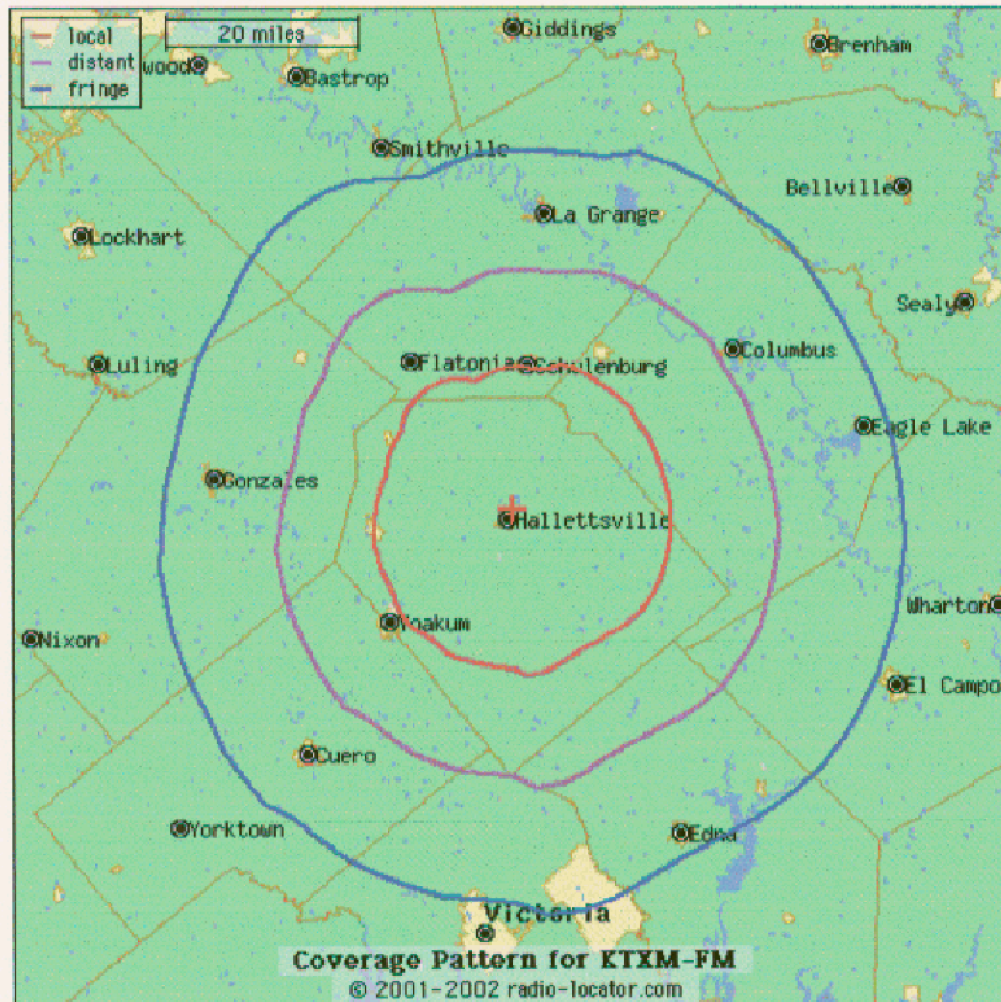 local
distant
fringe
20 miles
Giddings
Brenham
wood
Bastrop
Smithville
Bellville
La Grange
Lockhart
Sealy
Columbus
Luling
Flatonia
Schulenburg
Eagle Lake
Gonzales
Hallettsville
Wharton
Yoakum
Nixon
El Campo
Cuero
Yorktown
Edna
Victoria
Coverage Pattern for KTXM-FM
© 2001-2002 radio-locator.com